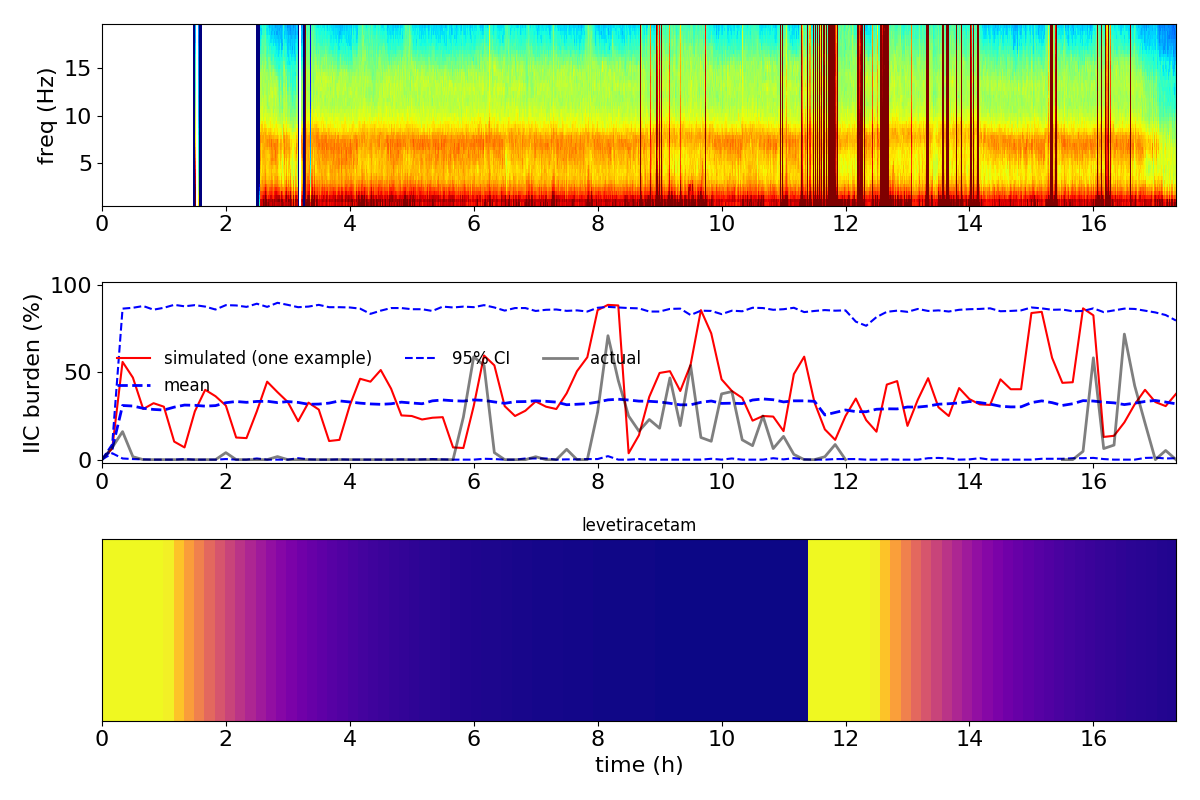 freq (Hz)
15
10
5
0 2 4 6 8 10 12 14 16
IIC burden (%)
100
50
0
simulated (one example) 95% CI actual
mean
0 2 4 6 8 10 12 14 16
levetiracetam
0 2 4 6 8 10 12 14 16
time (h)